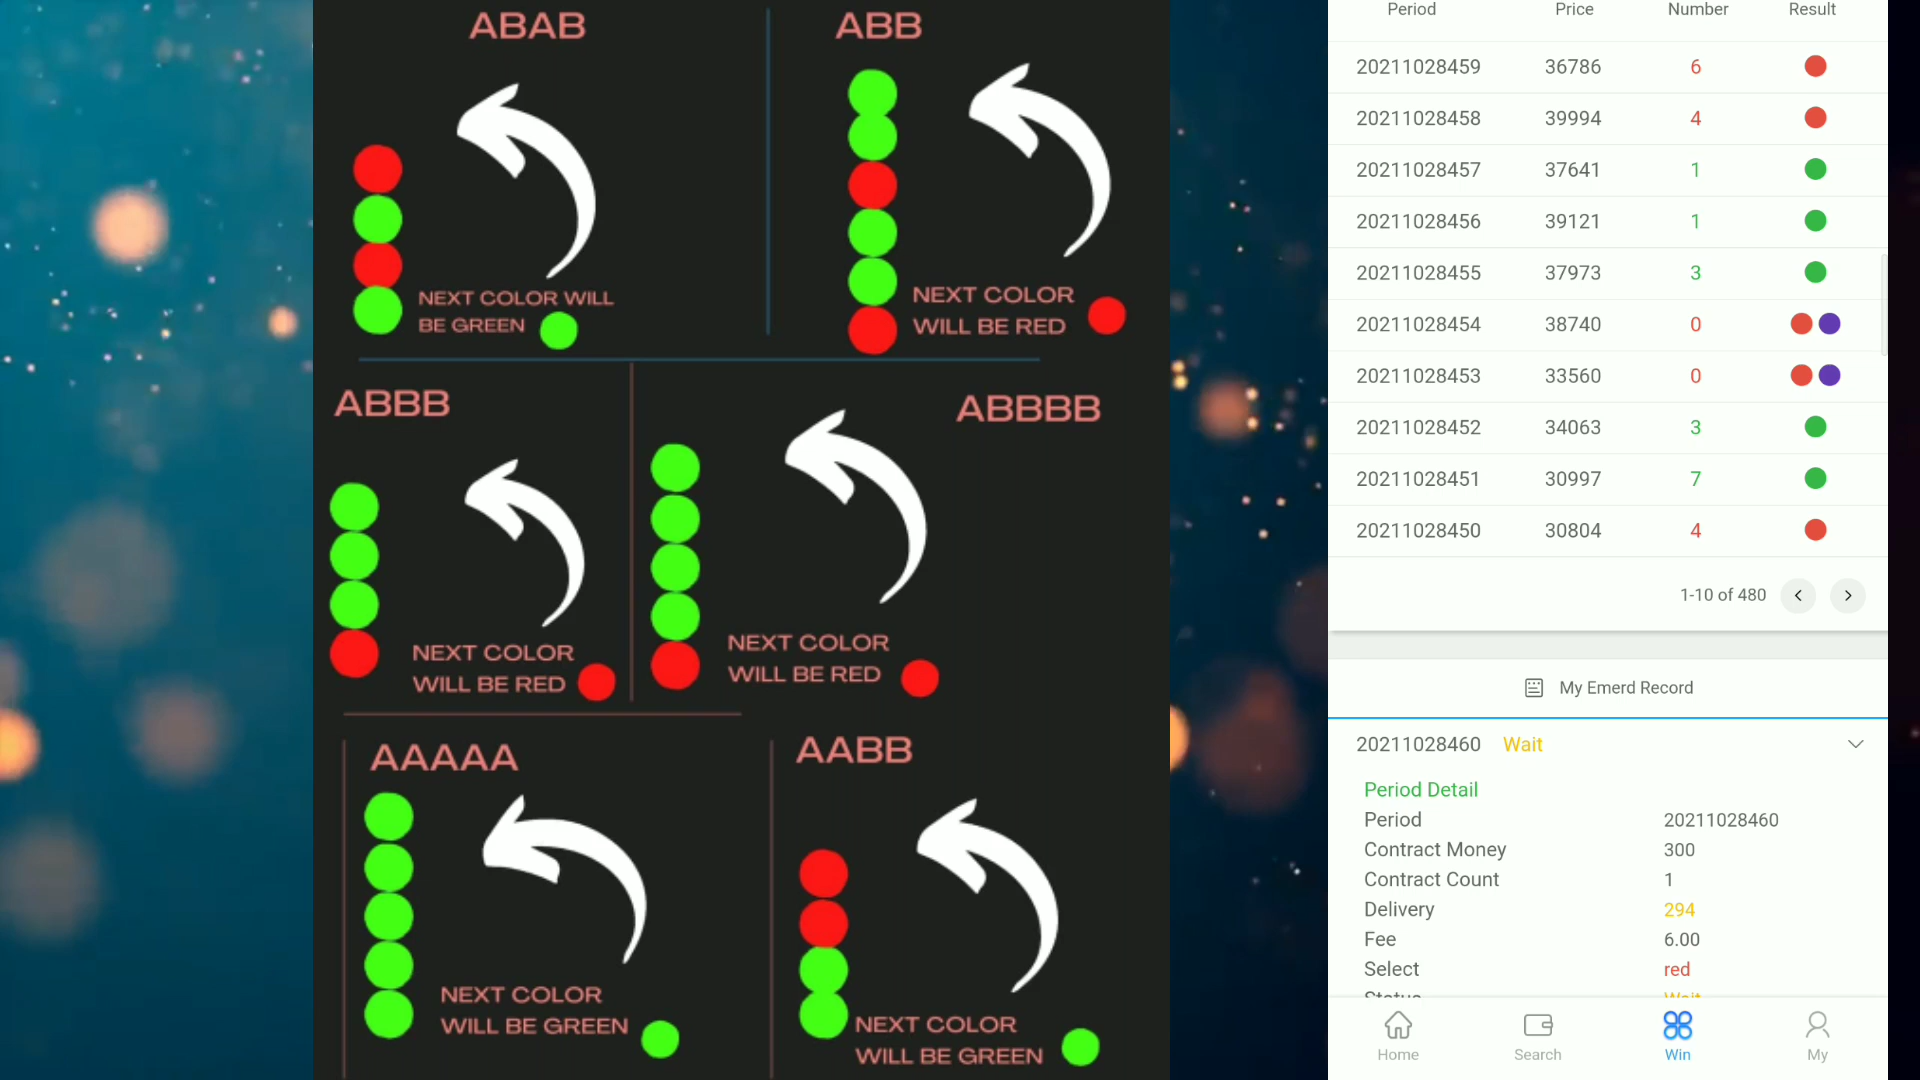 ABAB
NEXT COLOR WILL
BE GREEN
ABB
NEXT COLOR
WILL BE RED
ABBB
NEXT COLOR
WILL BE RED
ABBBB
NEXT COLOR
WILL BE RED
AAAAA
NEXT COLOR
WILL BE GREEN
AABB
NEXT COLOR
WILL BE GREEN
Period Price Number Result
20211028459 36786 6
20211028458 39994 4
20211028457 37641 1
20211028456 39121 1
20211028455 37973 3
20211028454 38740 0
20211028453 33560 0
20211028452 34063 3
20211028451 30997 7
20211028450 30804 4
1-10 of 480
My Emerd Record
20211028460 Wait
Period Detail
Period 20211028460
Contract Money 300
Contract Count 1
Delivery 294
Fee 6.00
Select red
Status Wait
Home Search Win My